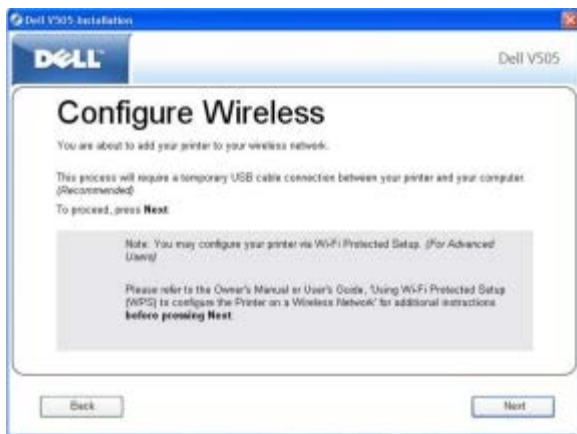 Dell V505 Installation
DELL
Dell V505
Configure Wireless
You are about to add your printer to your wireless network.
This process will require a temporary USB cable connection between your printer and your computer.
(Recommended)
To proceed, press Next
Note: You may configure your printer via Wi-Fi Protected Setup. (For Advanced
Users)
Please refer to the Owner's Manual or User's Guide, 'Using Wi-Fi Protected Setup
(WPS) to configure the Printer on a Wireless Network' for additional instructions
before pressing Next
Back
Next